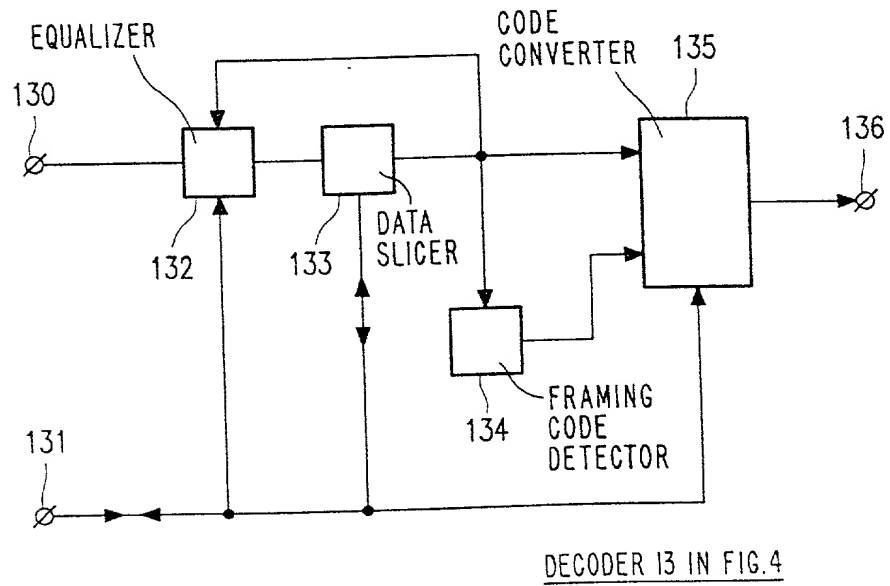 EQUALIZER
CODE
CONVERTER
135
130
136
132
133
DATA
SLICER
134
FRAMING
CODE
DETECTOR
131
DECODER 13 IN FIG.4